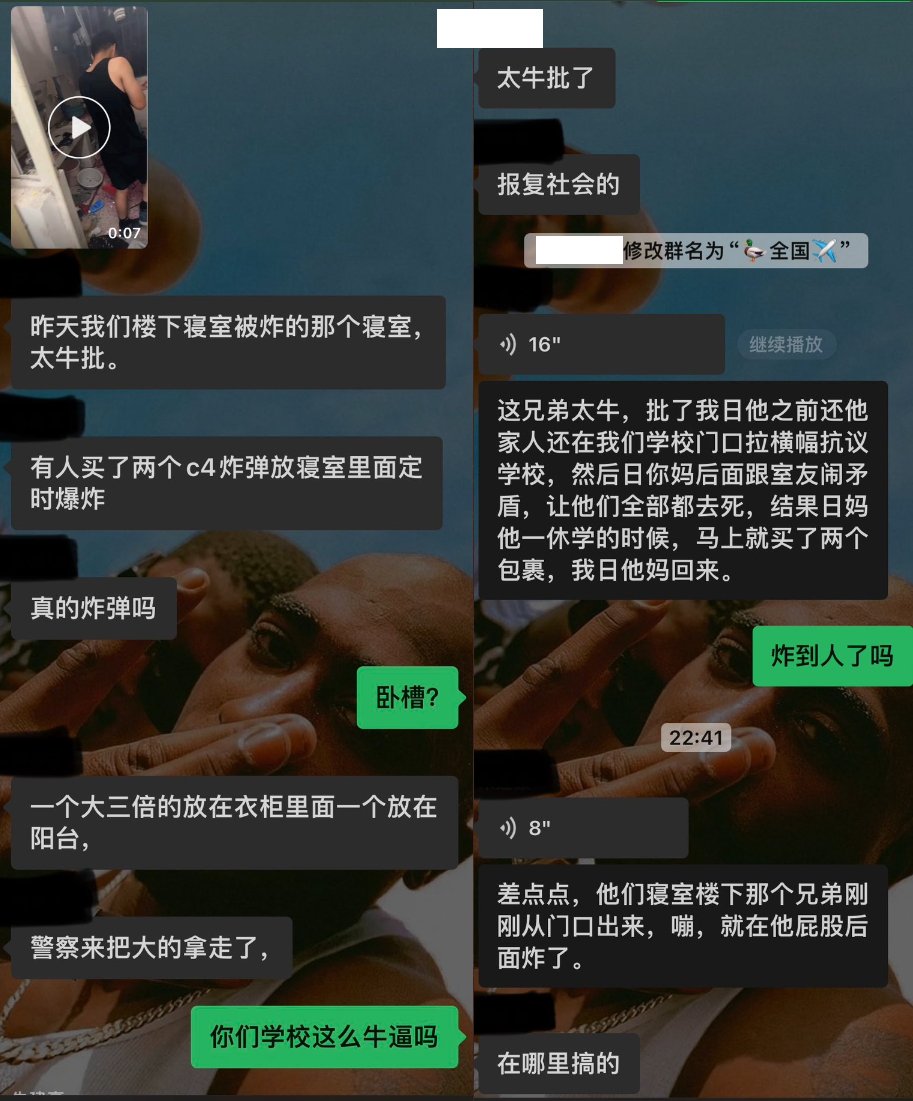 0:07
昨天我们楼下寝室被炸的那个寝室，
太牛批。
有人买了两个c4炸弹放寝室里面定
时爆炸
真的炸弹吗
卧槽?
一个大三倍的放在衣柜里面一个放在
阳台，
警察来把大的拿走了，
你们学校这么牛逼吗
太牛批了
报复社会的
修改群名为“🦆全国✈️”
16"
继续播放
这兄弟太牛，批了我日他之前还他
家人还在我们学校门口拉横幅抗议
学校，然后日你妈后面跟室友闹矛
盾，让他们全部都去死，结果日妈
他一休学的时候，马上就买了两个
包裹，我日他妈回来。
炸到人了吗
22:41
8"
差点点，他们寝室楼下那个兄弟刚
刚从门口出来，嘣，就在他屁股后
面炸了。
在哪里搞的